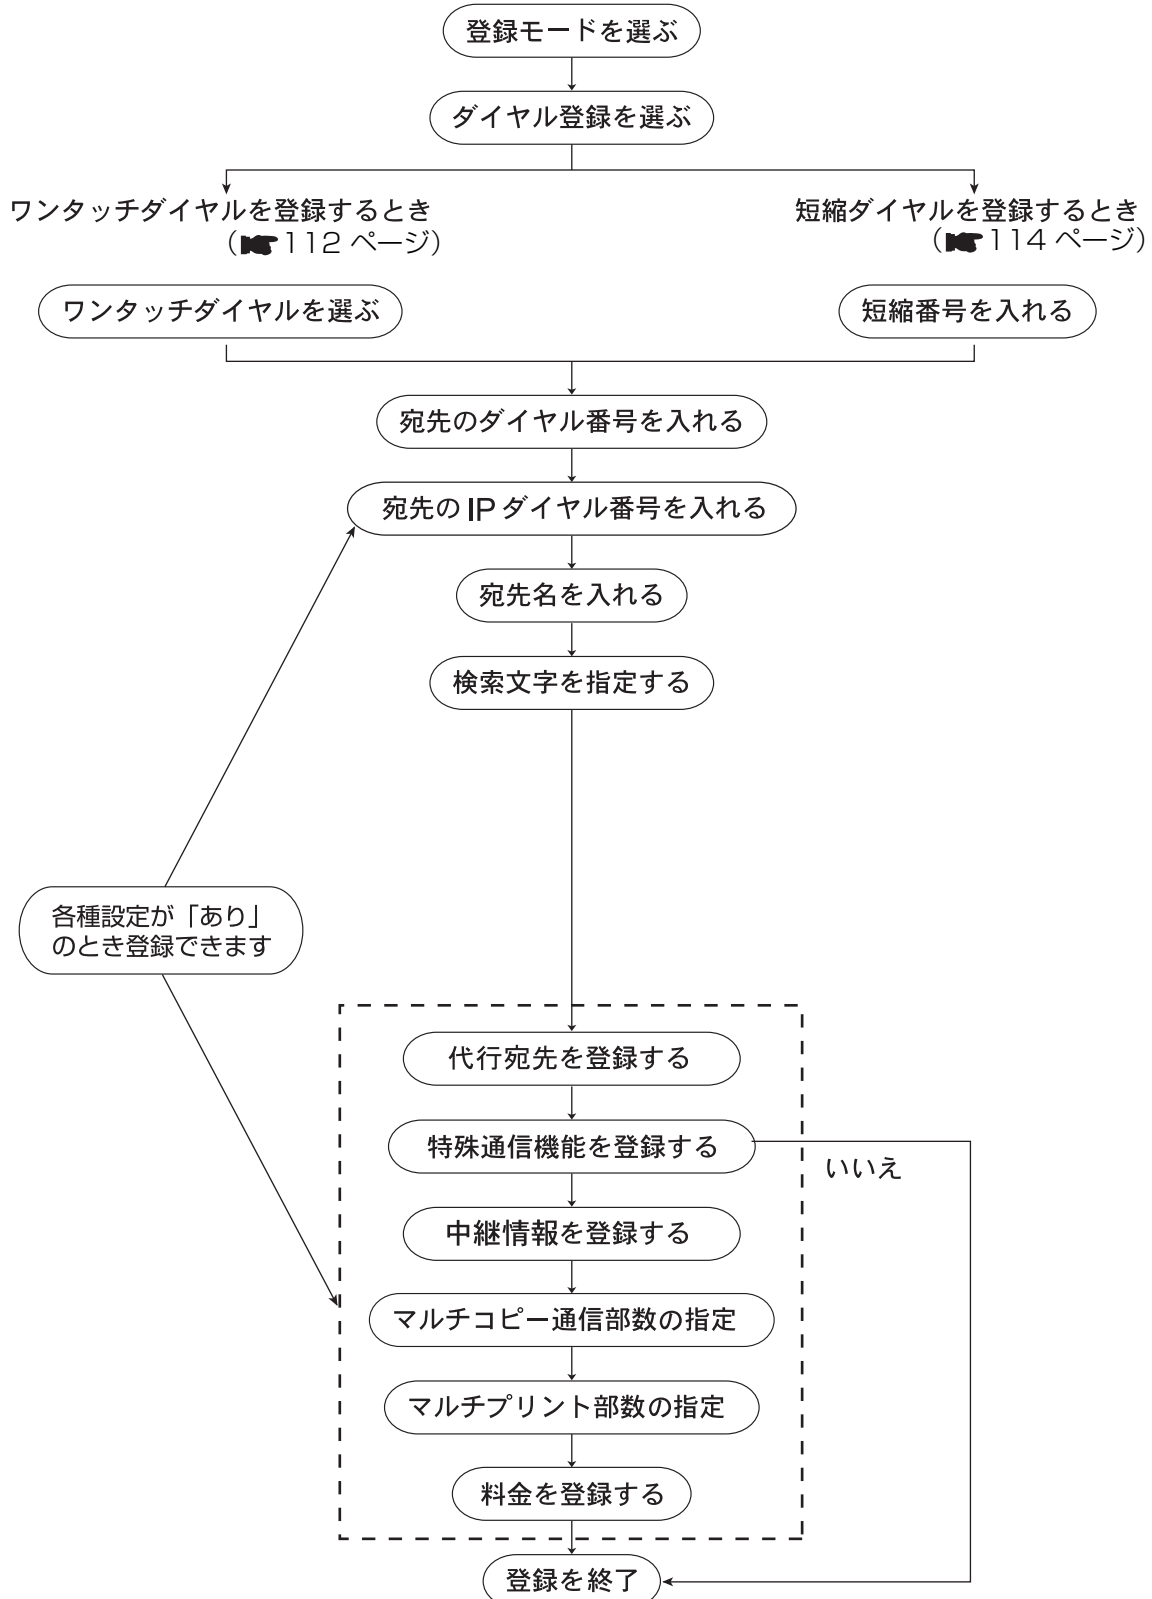 登録モードを選ぶ
ダイヤル登録を選ぶ
ワンタッチダイヤルを登録するとき
（☛112 ページ）
短縮ダイヤルを登録するとき
（☛114 ページ）
ワンタッチダイヤルを選ぶ
短縮番号を入れる
宛先のダイヤル番号を入れる
宛先の IP ダイヤル番号を入れる
宛先名を入れる
検索文字を指定する
各種設定が「あり」
のとき登録できます
代行宛先を登録する
特殊通信機能を登録する
いいえ
中継情報を登録する
マルチコピー通信部数の指定
マルチプリント部数の指定
料金を登録する
登録を終了